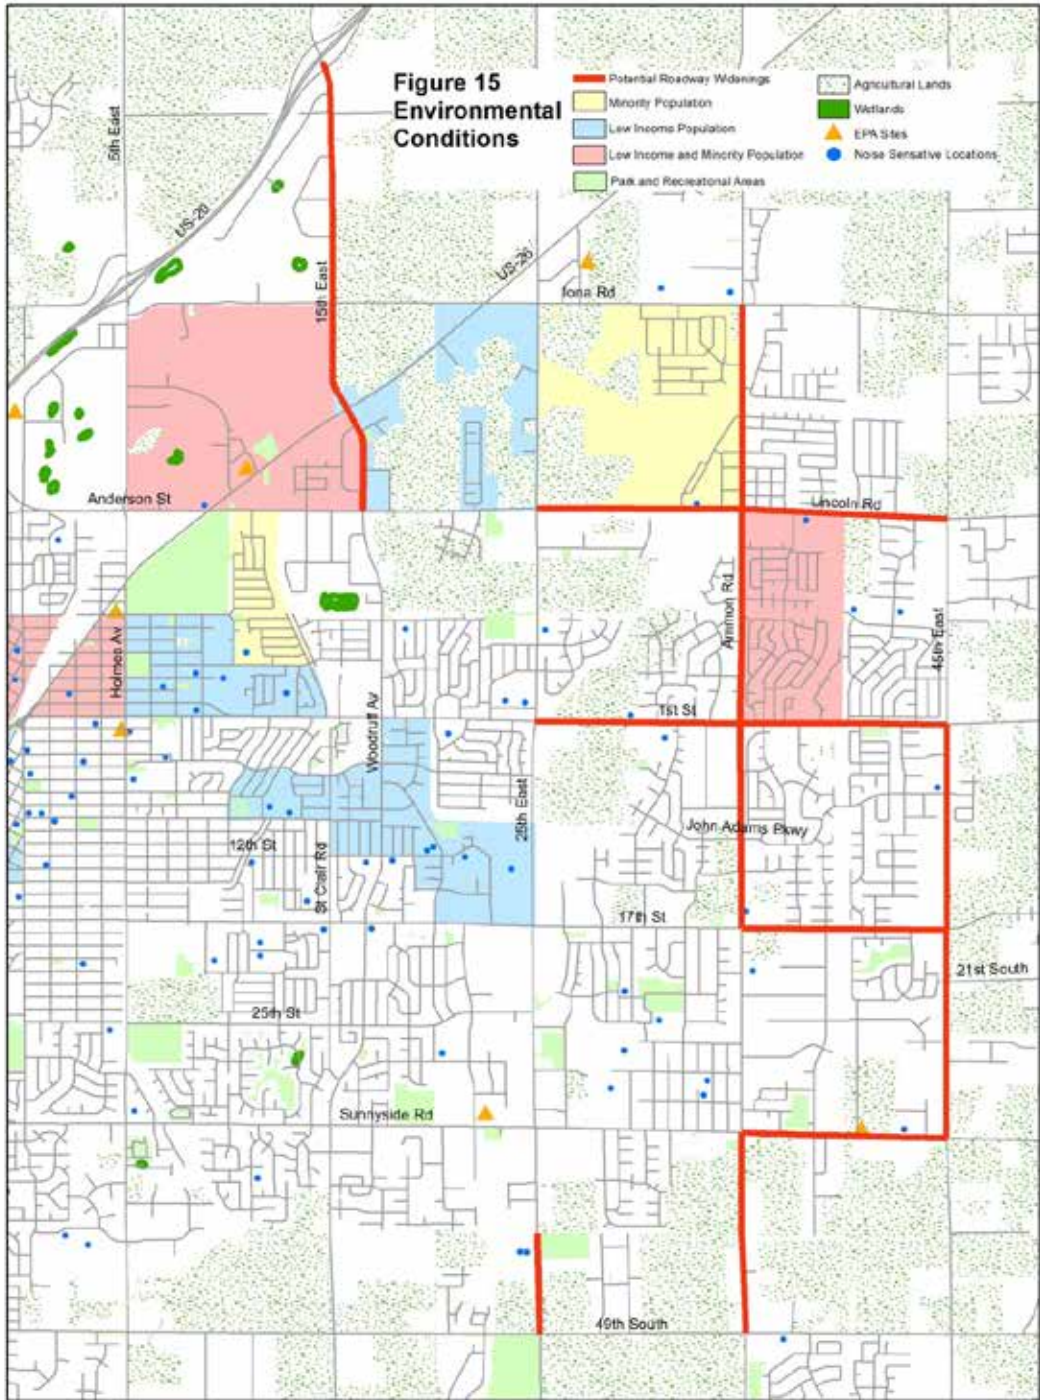 Figure 15
Environmental
Conditions
Potential Roadway Widenings
Minority Population
Low Income Population
Low Income and Minority Population
Park and Recreational Areas
Agricultural Lands
Wetlands
EPA Sites
Noise Sensative Locations
5th East
US-20
15th East
US-26
Iona Rd
Anderson St
Lincoln Rd
Holmes Av
Ammon Rd
45th East
Woodruff Av
1st St
25th East
John Adams Pkwy
12th St
St Clair Rd
17th St
21st South
25th St
Sunnyside Rd
49th South